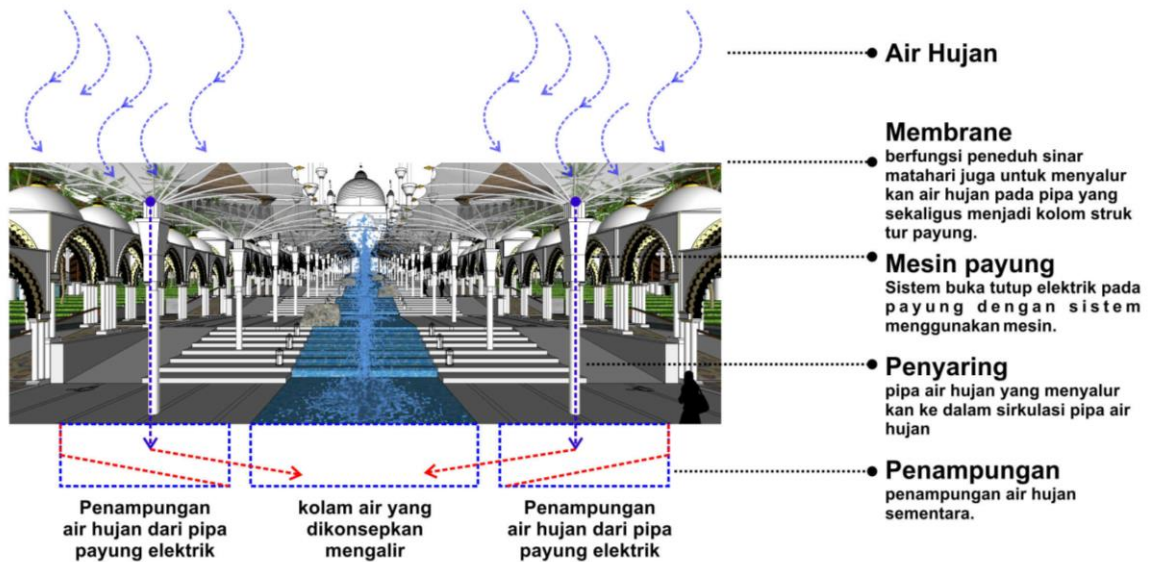 Air Hujan
Membrane
berfungsi peneduh sinar
matahari juga untuk menyalur
kan air hujan pada pipa yang
sekaligus menjadi kolom struk
tur payung.
Mesin payung
Sistem buka tutup elektrik pada
payung dengan sistem
menggunakan mesin.
Penyaring
pipa air hujan yang menyalur
kan ke dalam sirkulasi pipa air
hujan
Penampungan
penampungan air hujan
sementara.
Penampungan
air hujan dari pipa
payung elektrik
kolam air yang
dikonsepkan
mengalir
Penampungan
air hujan dari pipa
payung elektrik